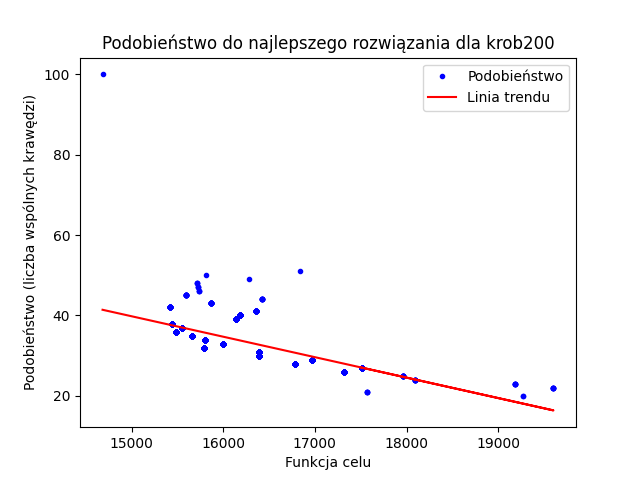 Podobieństwo do najlepszego rozwiązania dla krob200
Podobieństwo
Linia trendu
Podobieństwo (liczba wspólnych krawędzi)
100
80
60
40
20
15000 16000 17000 18000 19000
Funkcja celu